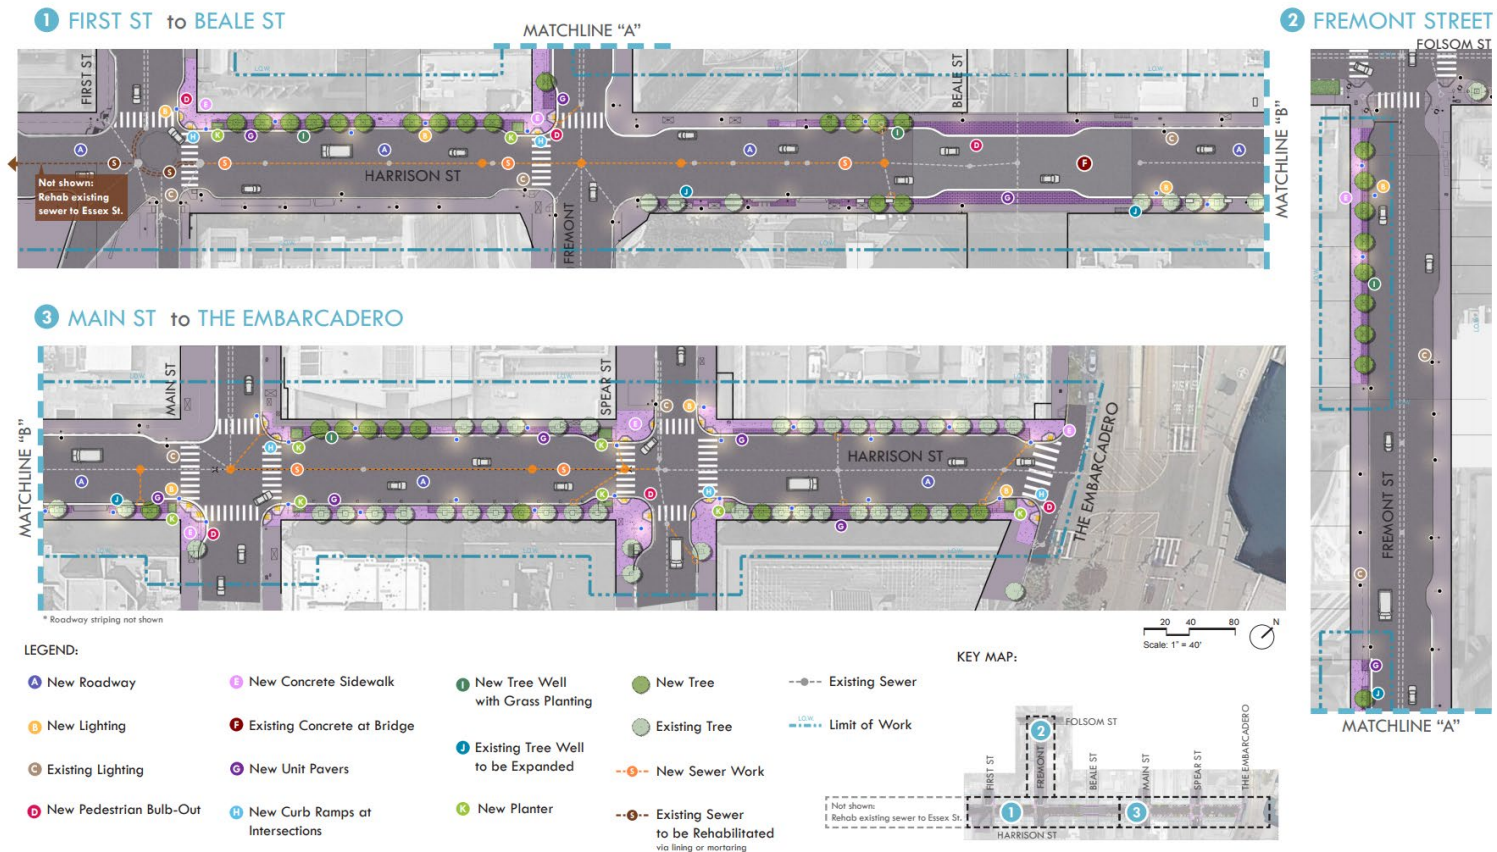 1 FIRST ST to BEALE ST
MATCHLINE “A”
2 FREMONT STREET
FOLSOM ST
FIRST ST
BEALE ST
MATCHLINE “B”
L.O.W.
HARRISON ST
FREMONT
Not shown:
Rehab existing
sewer to Essex St.
3 MAIN ST to THE EMBARCADERO
MATCHLINE “B”
MAIN ST
SPEAR ST
L.O.W.
HARRISON ST
THE EMBARCADERO
FREMONT ST
MATCHLINE “A”
* Roadway striping not shown
20 40 80 N
Scale: 1" = 40'
LEGEND:
A New Roadway
B New Lighting
C Existing Lighting
D New Pedestrian Bulb-Out
E New Concrete Sidewalk
F Existing Concrete at Bridge
G New Unit Pavers
H New Curb Ramps at
Intersections
I New Tree Well
with Grass Planting
J Existing Tree Well
to be Expanded
K New Planter
New Tree
Existing Tree
S New Sewer Work
S Existing Sewer
to be Rehabilitated
via lining or mortaring
Existing Sewer
L.O.W. Limit of Work
KEY MAP:
FOLSOM ST
2
FIRST ST
FREMONT
BEALE ST
MAIN ST
SPEAR ST
THE EMBARCADERO
Not shown:
Rehab existing sewer to Essex St.
1
3
HARRISON ST